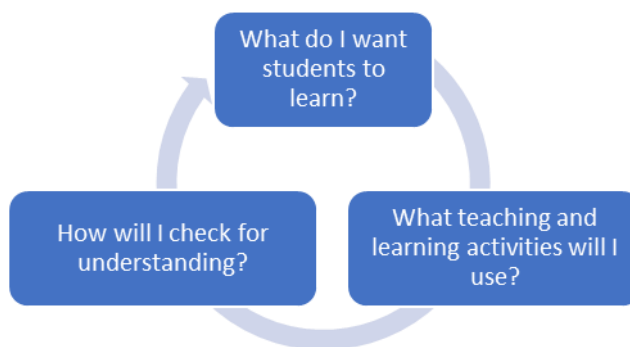 What do I want
students to
learn?
What teaching and
learning activities will I
use?
How will I check for
understanding?